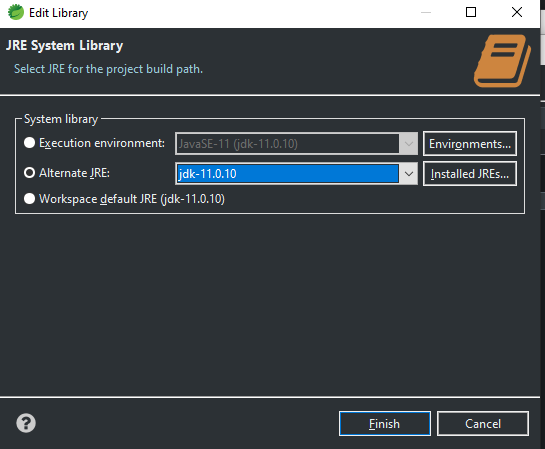 Edit Library
JRE System Library
Select JRE for the project build path.
System library
Execution environment: JavaSE-11 (jdk-11.0.10) Environments...
Alternate JRE: jdk-11.0.10 Installed JREs...
Workspace default JRE (jdk-11.0.10)
? Finish Cancel